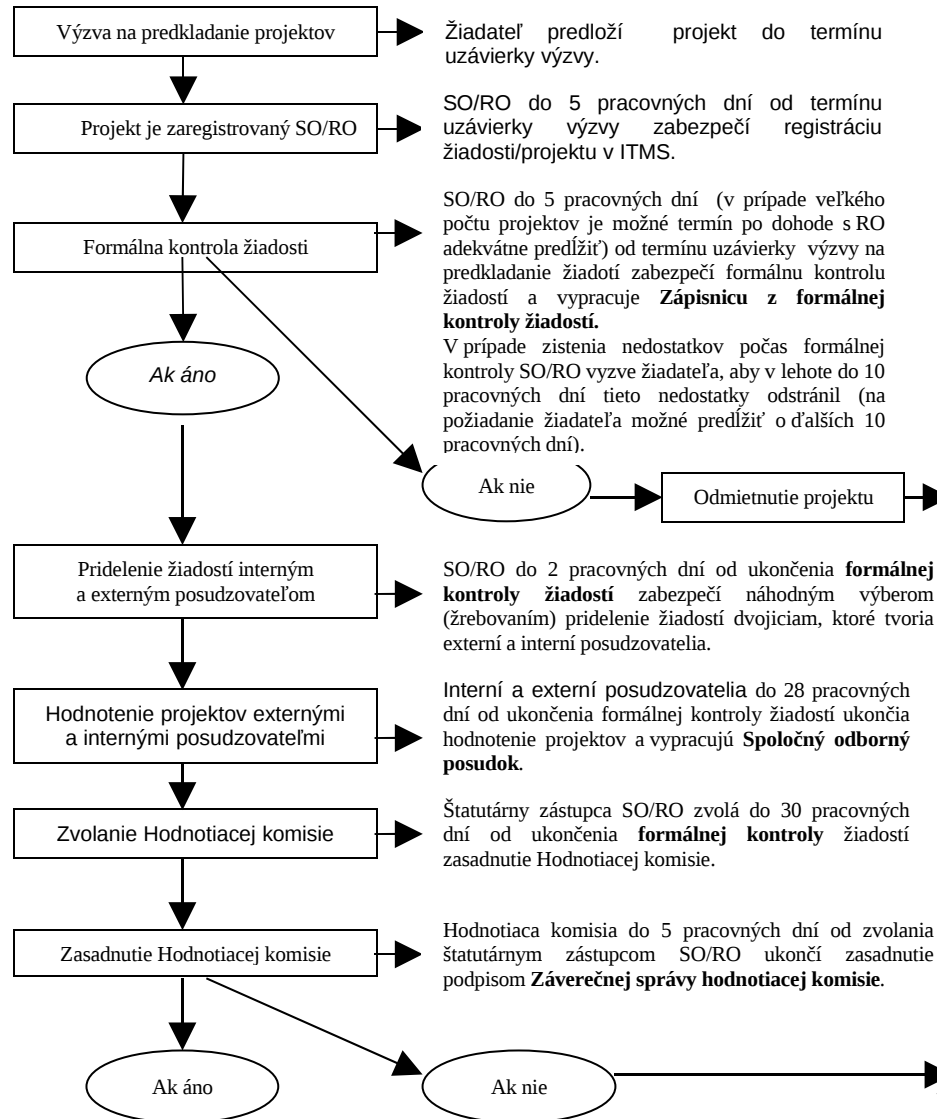 Výzva na predkladanie projektov
Žiadateľ predloží projekt do termínu
uzávierky výzvy.
Projekt je zaregistrovaný SO/RO
SO/RO do 5 pracovných dní od termínu
uzávierky výzvy zabezpečí registráciu
žiadosti/projektu v ITMS.
Formálna kontrola žiadosti
SO/RO do 5 pracovných dní (v prípade veľkého
počtu projektov je možné termín po dohode s RO
adekvátne predĺžiť) od termínu uzávierky výzvy na
predkladanie žiadotí zabezpečí formálnu kontrolu
žiadostí a vypracuje Zápisnicu z formálnej
kontroly žiadostí.
V prípade zistenia nedostatkov počas formálnej
kontroly SO/RO vyzve žiadateľa, aby v lehote do 10
pracovných dní tieto nedostatky odstránil (na
požiadanie žiadateľa možné predĺžiť o ďalších 10
pracovných dní).
Ak áno
Ak nie
Odmietnutie projektu
Pridelenie žiadostí interným
a externým posudzovateľom
SO/RO do 2 pracovných dní od ukončenia formálnej
kontroly žiadostí zabezpečí náhodným výberom
(žrebovaním) pridelenie žiadostí dvojiciam, ktoré tvoria
externí a interní posudzovatelia.
Hodnotenie projektov externými
a internými posudzovateľmi
Interní a externí posudzovatelia do 28 pracovných
dní od ukončenia formálnej kontroly žiadostí ukončia
hodnotenie projektov a vypracujú Spoločný odborný
posudok.
Zvolanie Hodnotiacej komisie
Štatutárny zástupca SO/RO zvolá do 30 pracovných
dní od ukončenia formálnej kontroly žiadostí
zasadnutie Hodnotiacej komisie.
Zasadnutie Hodnotiacej komisie
Hodnotiaca komisia do 5 pracovných dní od zvolania
štatutárnym zástupcom SO/RO ukončí zasadnutie
podpisom Záverečnej správy hodnotiacej komisie.
Ak áno
Ak nie